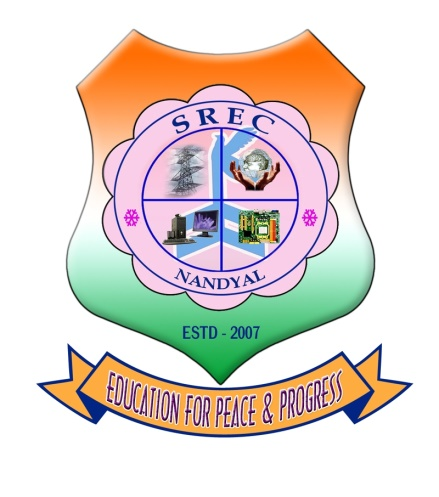 SREC
NANDYAL
ESTD - 2007
EDUCATION FOR PEACE & PROGRESS